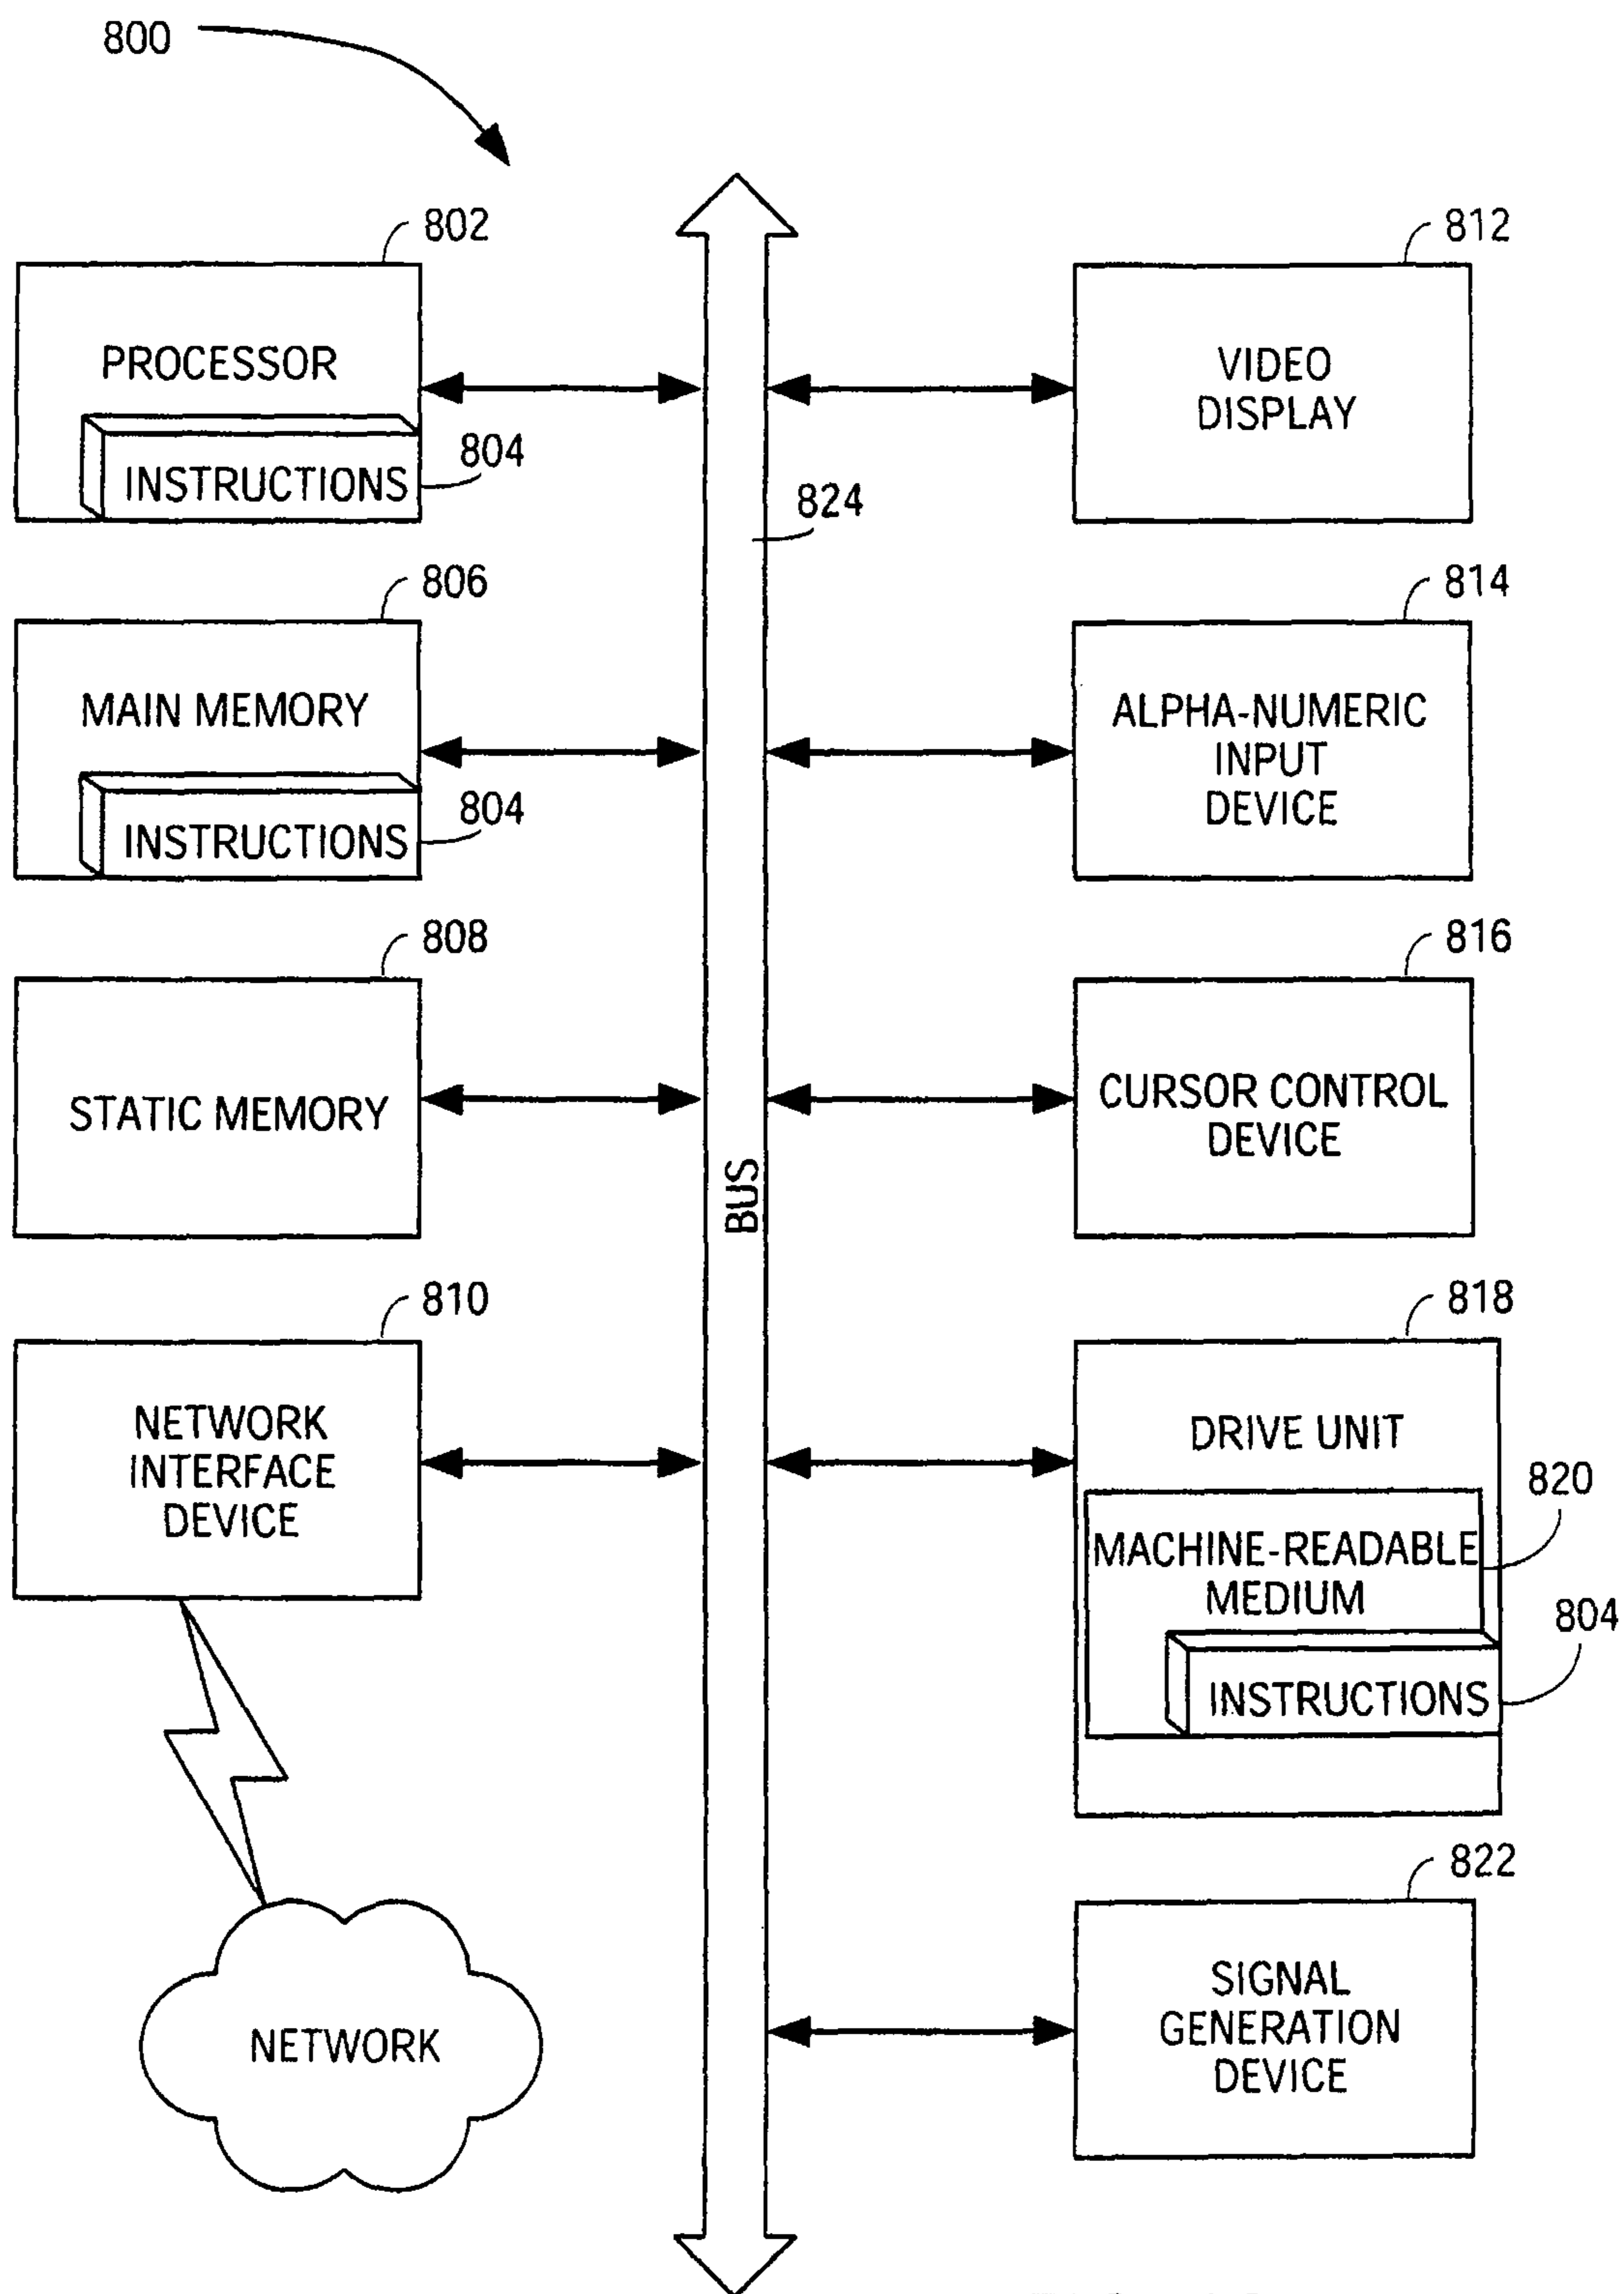 800
802
PROCESSOR
INSTRUCTIONS
804
806
MAIN MEMORY
INSTRUCTIONS
804
808
STATIC MEMORY
810
NETWORK
INTERFACE
DEVICE
NETWORK
824
BUS
812
VIDEO
DISPLAY
814
ALPHA-NUMERIC
INPUT
DEVICE
816
CURSOR CONTROL
DEVICE
818
DRIVE UNIT
820
MACHINE-READABLE
MEDIUM
804
INSTRUCTIONS
822
SIGNAL
GENERATION
DEVICE